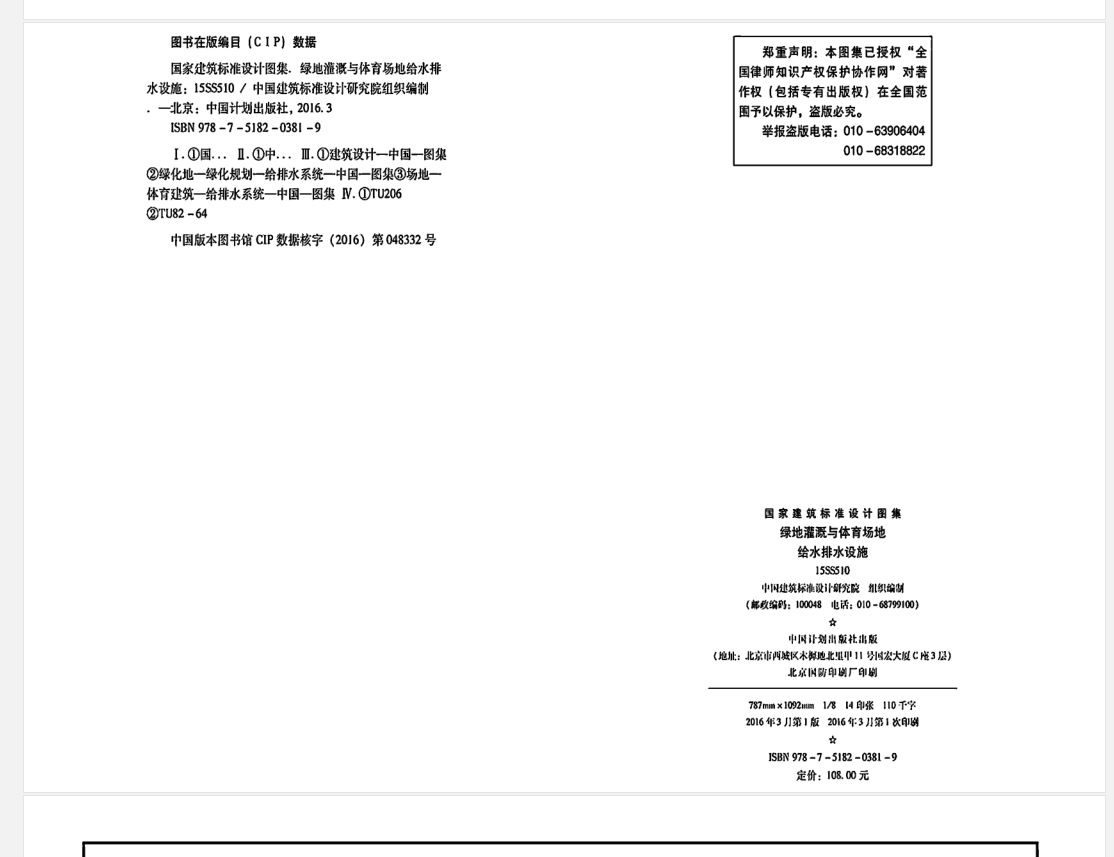 图书在版编目（CIP）数据
国家建筑标准设计图集．绿地灌溉与体育场地给水排
水设施：15SS510 / 中国建筑标准设计研究院组织编制
．—北京：中国计划出版社，2016.3
ISBN 978－7－5182－0381－9
Ⅰ.①国… Ⅱ.①中… Ⅲ.①建筑设计—中国—图集
②绿化地—绿化规划—给排水系统—中国—图集③场地—
体育建筑—给排水系统—中国—图集 Ⅳ.①TU206
②TU82－64
中国版本图书馆 CIP 数据核字（2016）第 048332 号
郑重声明：本图集已授权“全
国律师知识产权保护协作网”对著
作权（包括专有出版权）在全国范
围予以保护，盗版必究。
举报盗版电话：010－63906404
010－68318822
国家建筑标准设计图集
绿地灌溉与体育场地
给水排水设施
15SS510
中国建筑标准设计研究院 组织编制
（邮政编码：100048 电话：010－68799100）
☆
中国计划出版社出版
（地址：北京市西城区木樨地北里甲 11 号国宏大厦 C 座 3 层）
北京国防印刷厂印刷
787mm×1092mm 1/8 14 印张 110 千字
2016 年 3 月第 1 版 2016 年 3 月第 1 次印刷
☆
ISBN 978－7－5182－0381－9
定价：108.00 元